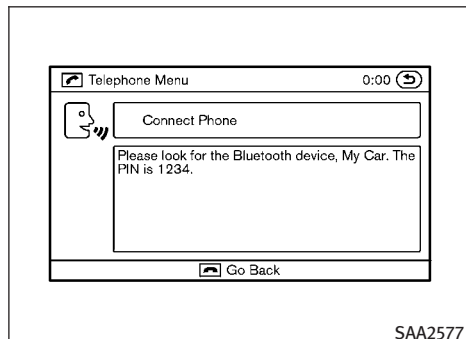 Telephone Menu 0:00
Connect Phone
Please look for the Bluetooth device, My Car. The
PIN is 1234.
Go Back
SAA2577